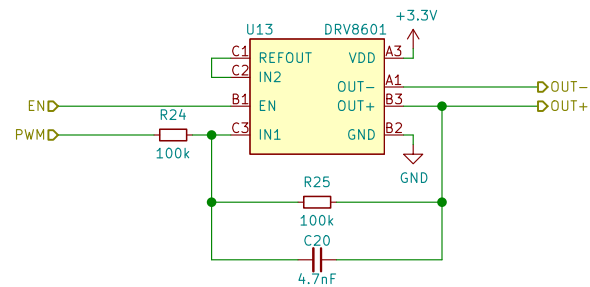 +3.3V
U13 DRV8601
C1 REFOUT VDD A3
C2 IN2
OUT- A1 OUT-
EN B1 EN OUT+ B3 OUT+
R24
PWM C3 IN1 GND B2
100k
GND
R25
100k
C20
4.7nF